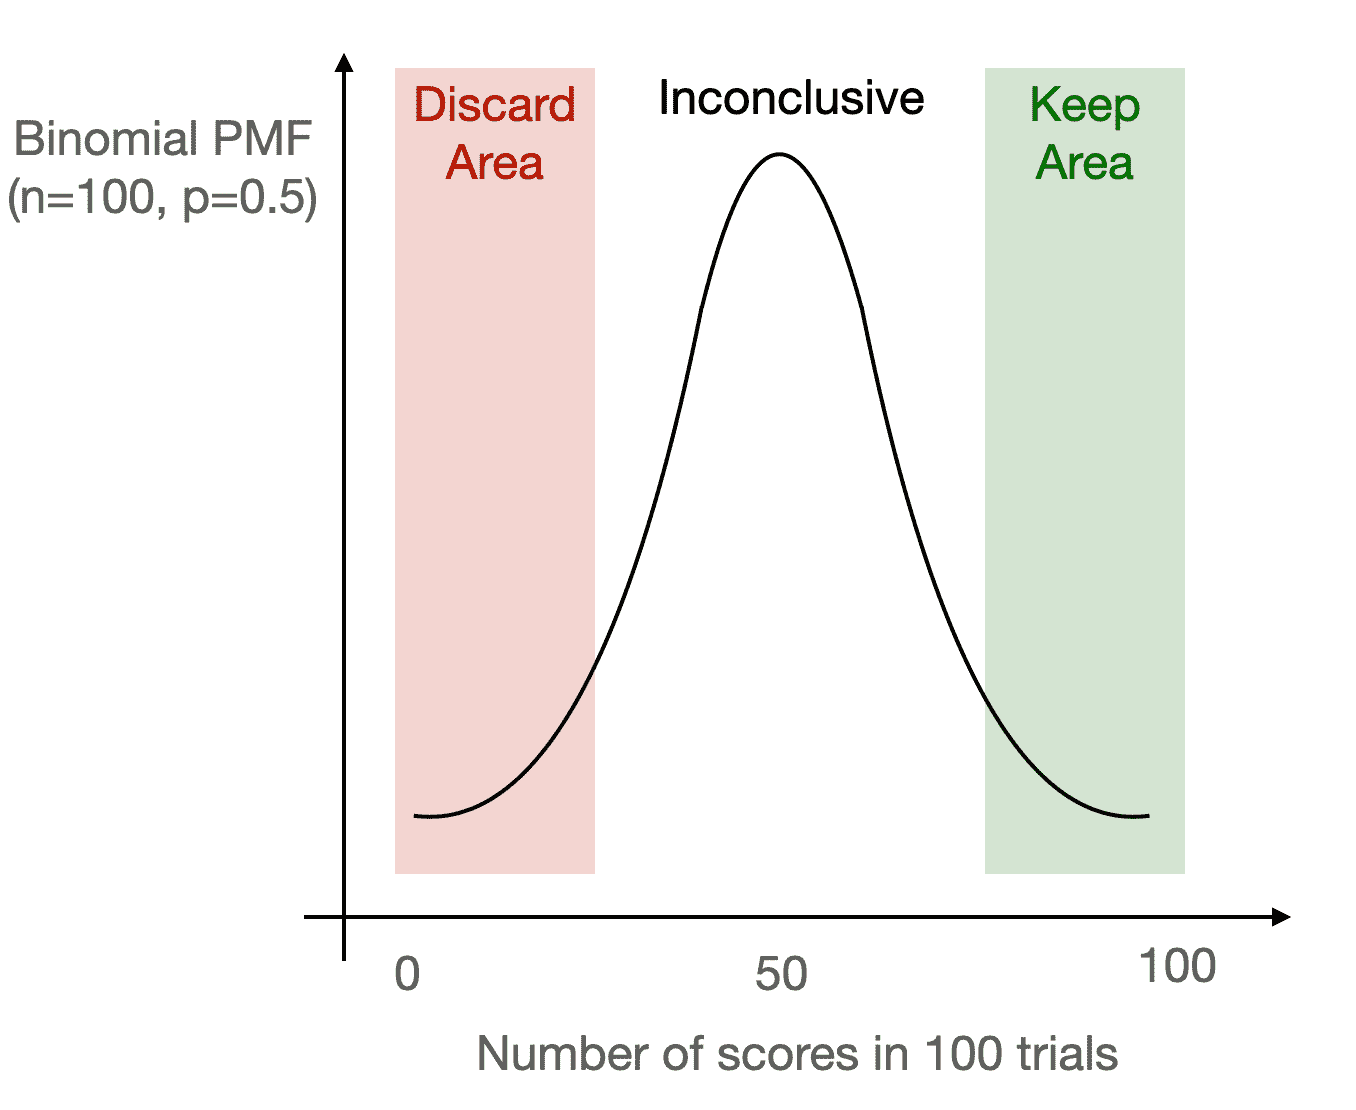 Binomial PMF
(n=100, p=0.5)
Discard
Area
Inconclusive
Keep
Area
0
50
100
Number of scores in 100 trials